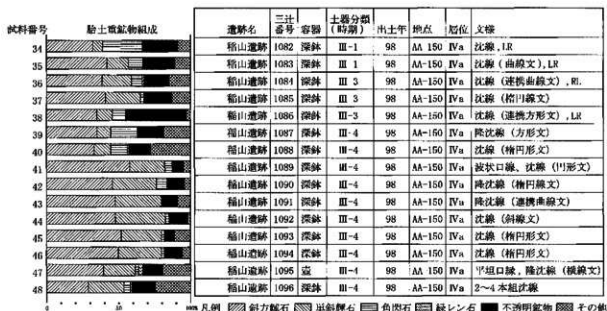 試料番号 胎土重鉱物組成 遺跡名 三汁番号 容器 土器分類(時期) 出土年 地点 層位 文様
34 稲山遺跡 1082 深鉢 III-1 98 AA 150 IVa 沈線,LR
35 稲山遺跡 1083 深鉢 III 1 98 AA-150 IVa 沈線(曲線文),LR
36 稲山遺跡 1084 深鉢 III 3 98 AA-150 IVa 沈線(連携曲線文),RL
37 稲山遺跡 1085 深鉢 III 3 98 AA-150 IVa 沈線(楕円線文)
38 稲山遺跡 1086 深鉢 III-3 98 AA-150 IVa 沈線(連携方形文),LR
39 稲山遺跡 1087 深鉢 III-4 98 AA-150 IVa 隆沈線(方形文)
40 稲山遺跡 1088 深鉢 III-4 98 AA-150 IVa 沈線(楕円形文)
41 稲山遺跡 1089 深鉢 III-4 98 AA-150 IVa 波状口線、沈線(円形文)
42 稲山遺跡 1090 深鉢 III-4 98 AA-150 IVa 隆沈線(楕円線文)
43 稲山遺跡 1091 深鉢 III-4 98 AA-150 IVa 隆沈線(連携曲線文)
44 稲山遺跡 1092 深鉢 III-4 98 AA-150 IVa 沈線(斜線文)
45 稲山遺跡 1093 深鉢 III-4 98 AA-150 IVa 沈線(楕円形文)
46 稲山遺跡 1094 深鉢 III-4 98 AA-150 IVa 沈線(楕円形文)
47 稲山遺跡 1095 壺 III-4 98 AA 150 IVa 平坦口縁、隆沈線(横線文)
48 稲山遺跡 1096 深鉢 III-4 98 AA-150 IVa 2〜4本組沈線
凡例 斜方輝石 単斜輝石 角閃石 緑レン石 不透明鉱物 その他